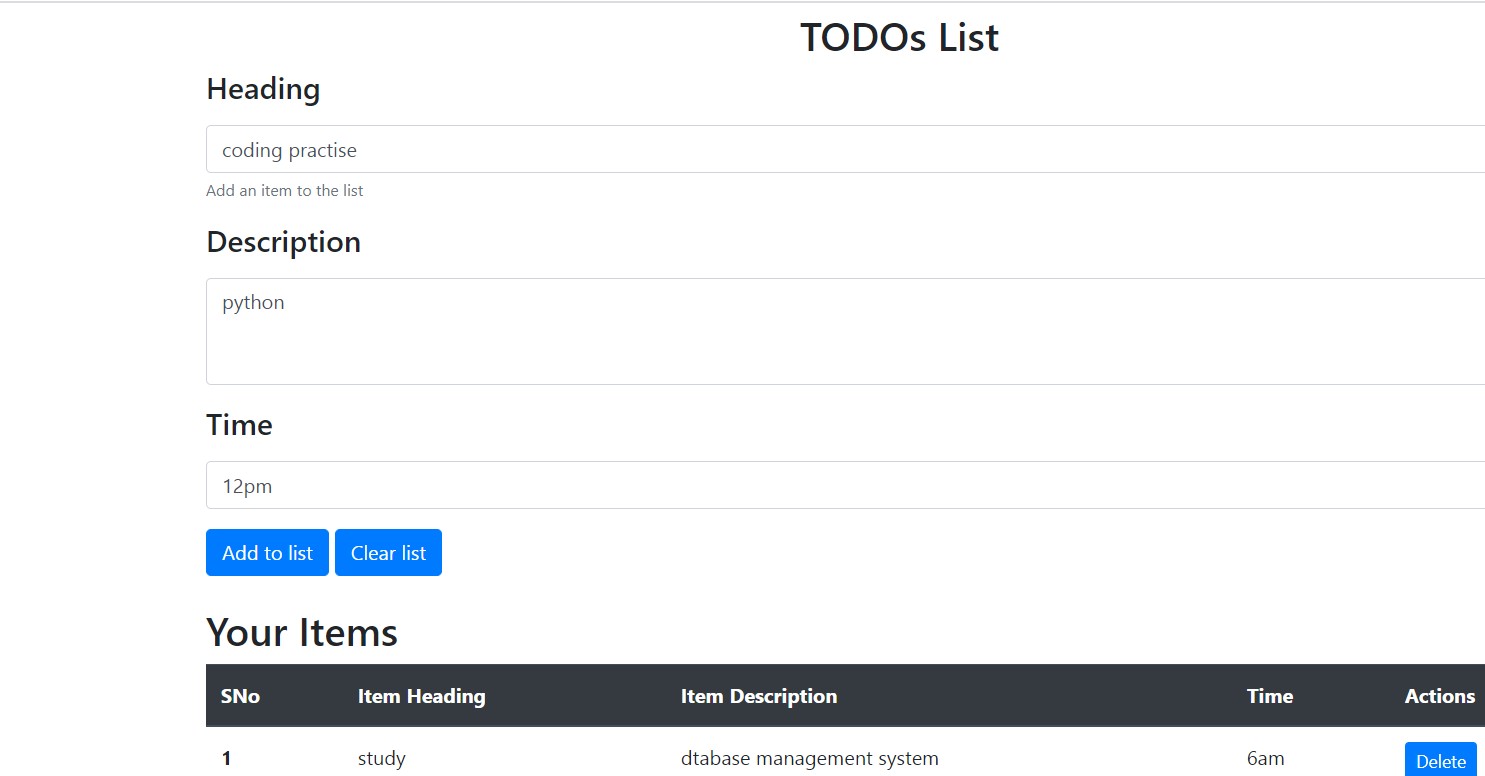 TODOs List
Heading
coding practise
Add an item to the list
Description
python
Time
12pm
Add to list Clear list
Your Items
SNo Item Heading Item Description Time Actions
1 study dtabase management system 6am Delete